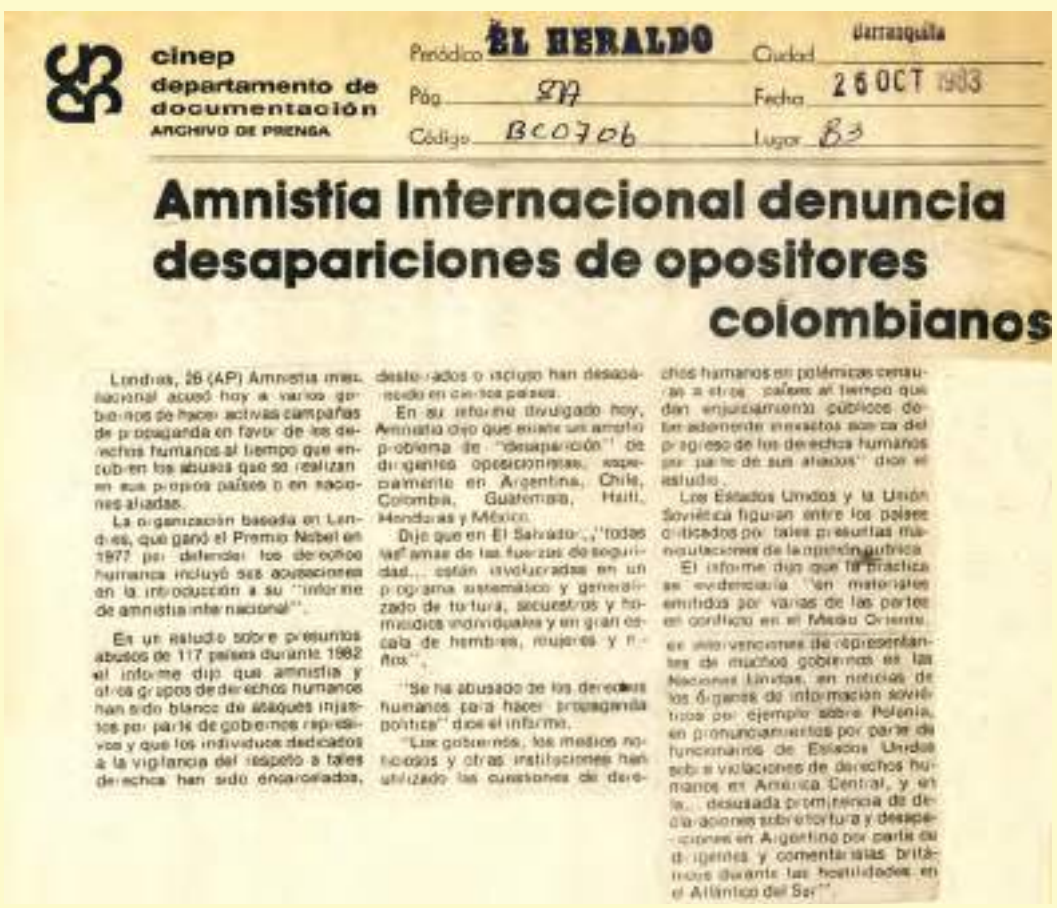 cinep
departamento de
documentación
ARCHIVO DE PRENSA
Periódico EL HERALDO
Ciudad Barranquilla
Pág.
Fecha 26 OCT 1983
Código BC0706
Lugar B3
Amnistía Internacional denuncia
desapariciones de opositores
colombianos
Londres, 26 (AP) Amnistía inter-
nacional acusó hoy a varios go-
biernos de hacer activas campañas
de propaganda en favor de los de-
rechos humanos al tiempo que en-
cubren los abusos que se realizan
en sus propios países o en nacio-
nes aliadas.
La organización basada en Lon-
dres, que ganó el Premio Nobel en
1977 por defender los derechos
humanos incluyó sus acusaciones
en la introducción a su "informe
de amnistía internacional".
En un estudio sobre presuntos
abusos de 117 países durante 1982
el informe dijo que amnistía y
otros grupos de derechos humanos
han sido blanco de ataques injus-
tos por parte de gobiernos represi-
vos y que los individuos dedicados
a la vigilancia del respeto a tales
derechos han sido encarcelados,
desterrados o incluso han desapa-
recido en ciertos países.
En su informe divulgado hoy,
Amnistía dijo que existe un amplio
problema de "desaparición" de
dirigentes oposicionistas, espe-
cialmente en Argentina, Chile,
Colombia, Guatemala, Haití,
Honduras y México.
Dijo que en El Salvador, "todas
las ramas de las fuerzas de seguri-
dad... están involucradas en un
programa sistemático y generali-
zado de tortura, secuestros y ho-
micidios individuales y en gran es-
cala de hombres, mujeres y ni-
ños".
"Se ha abusado de los derechos
humanos para hacer propaganda
política" dice el informe.
"Los gobiernos, los medios no-
ticiosos y otras instituciones han
utilizado las cuestiones de dere-
chos humanos en polémicas censu-
ras a otros países al tiempo que
dan enjuiciamiento públicos de-
liberadamente inexactos acerca del
progreso de los derechos humanos
por parte de sus aliados" dice el
estudio.
Los Estados Unidos y la Unión
Soviética figuran entre los países
criticados por tales presuntas ma-
nipulaciones de la opinión pública.
El informe dijo que la práctica
se evidenciaría "en materiales
emitidos por varias de las partes
en conflicto en el Medio Oriente,
en intervenciones de representan-
tes de muchos gobiernos en las
Naciones Unidas, en noticias de
los órganos de información sovié-
ticos por ejemplo sobre Polonia,
en pronunciamientos por parte de
funcionarios de Estados Unidos
sobre violaciones de derechos hu-
manos en América Central, y en
la... desusada prominencia de de-
claraciones sobre tortura y desapa-
riciones en Argentina por parte de
dirigentes y comentaristas britá-
nicos durante las hostilidades en
el Atlántico del Sur".